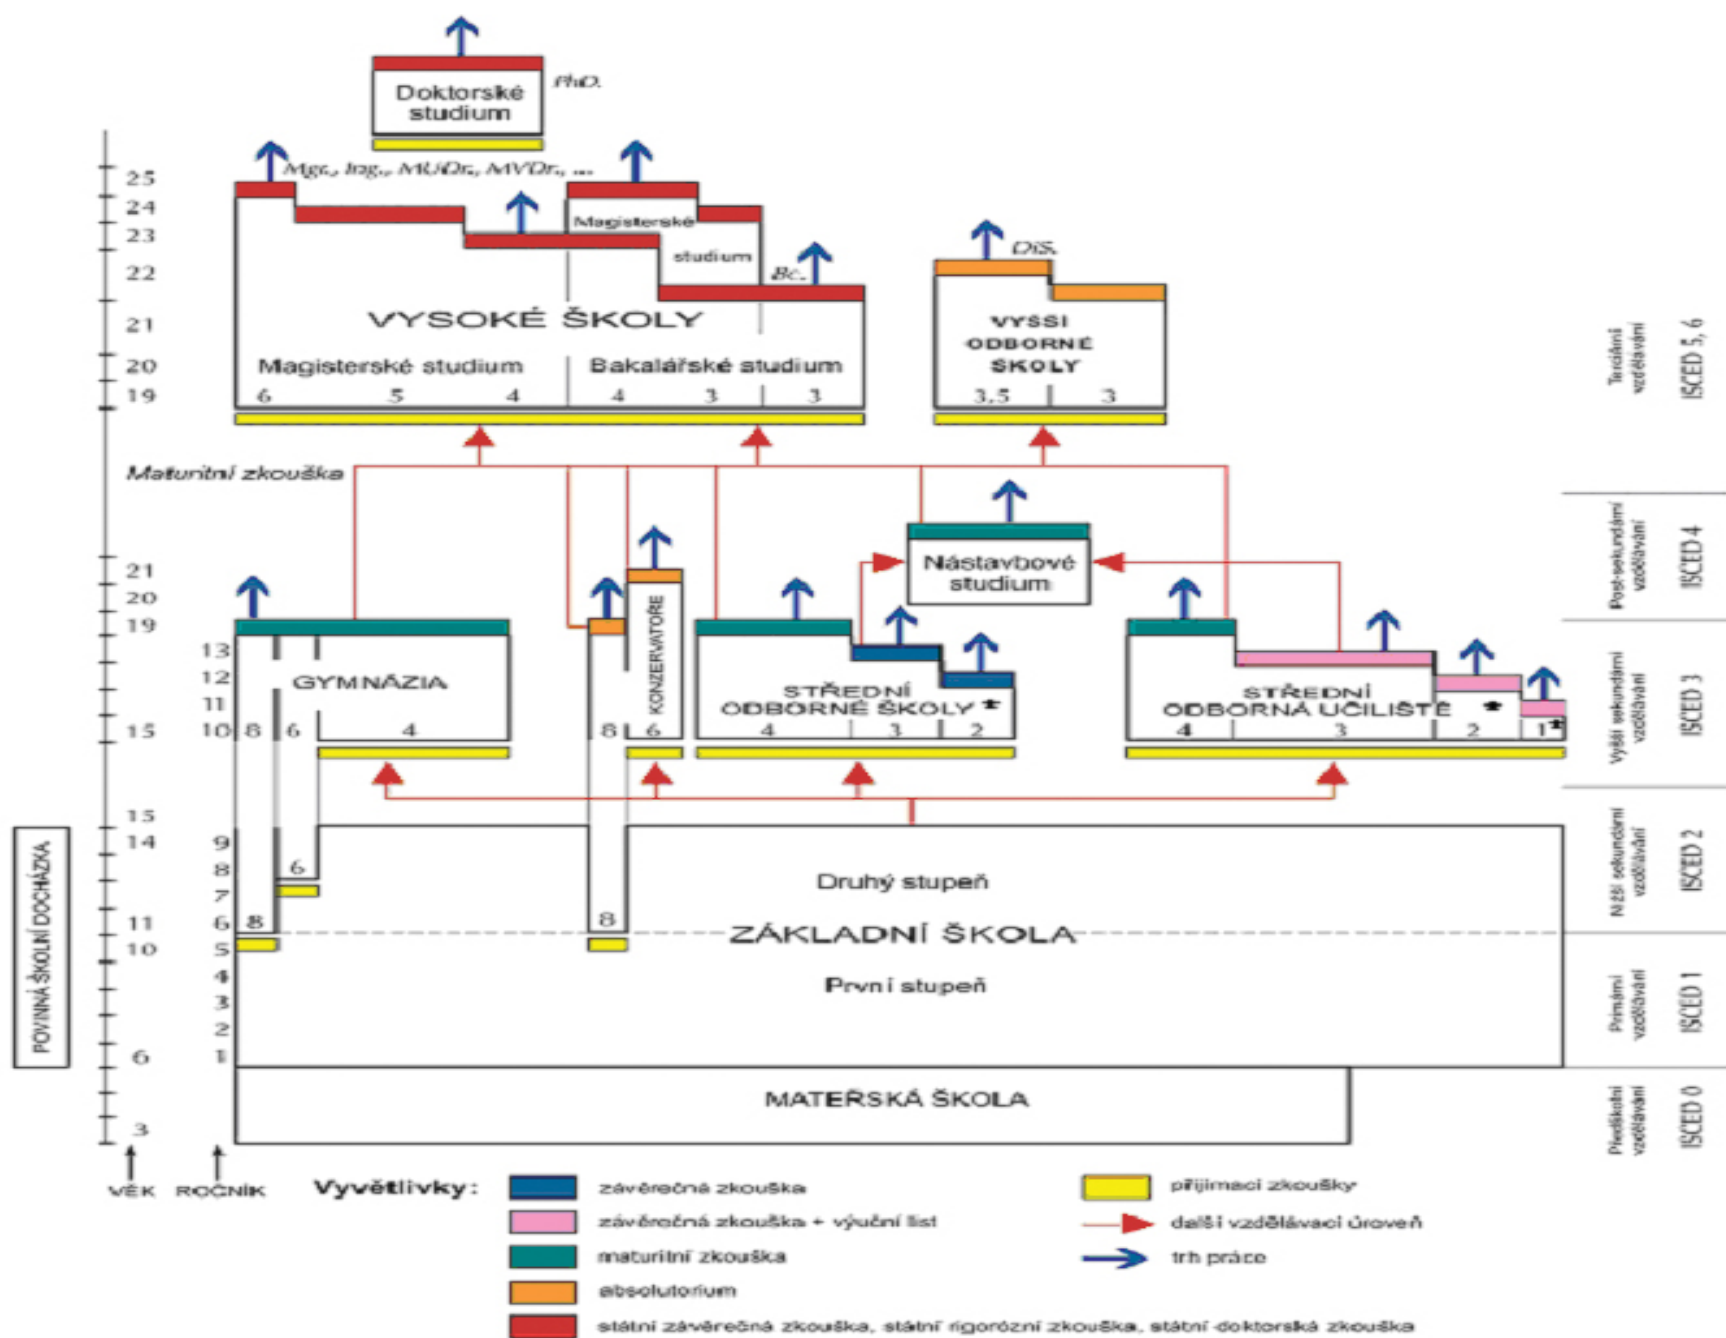 PhD.
Doktorské
studium
Mgr., Ing., MUDr., MVDr., ...
25
24
23
22
21
20
19
Magisterské
studium
Bc.
DiS.
VYSOKÉ ŠKOLY
Magisterské studium
Bakalářské studium
6 5 4 4 3 3
VYŠŠÍ
ODBORNÉ
ŠKOLY
3,5 3
Terciární
vzdělávání
ISCED 5, 6
Maturitní zkouška
Nástavbové
studium
Post-sekundární
vzdělávání
ISCED 4
21
20
19
15
13
12
11
10
GYMNÁZIA
8 6 4
KONZERVATOŘE
8 6
STŘEDNÍ
ODBORNÉ ŠKOLY
4 3 2
STŘEDNÍ
ODBORNÁ UČILIŠTĚ
4 3 2 1
Vyšší sekundární
vzdělávání
ISCED 3
POVINNÁ ŠKOLNÍ DOCHÁZKA
15
14
11
10
6
3
9
8
7
6
5
4
3
2
1
6
8
8
Druhý stupeň
ZÁKLADNÍ ŠKOLA
První stupeň
Nižší sekundární
vzdělávání
ISCED 2
Primární
vzdělávání
ISCED 1
MATEŘSKÁ ŠKOLA
Předškolní
vzdělávání
ISCED 0
VĚK ROČNÍK
Vyvětlivky:
závěrečná zkouška
závěrečná zkouška + výuční list
maturitní zkouška
absolutorium
státní závěrečná zkouška, státní rigorózní zkouška, státní doktorská zkouška
přijímací zkoušky
další vzdělávací úroveň
trh práce